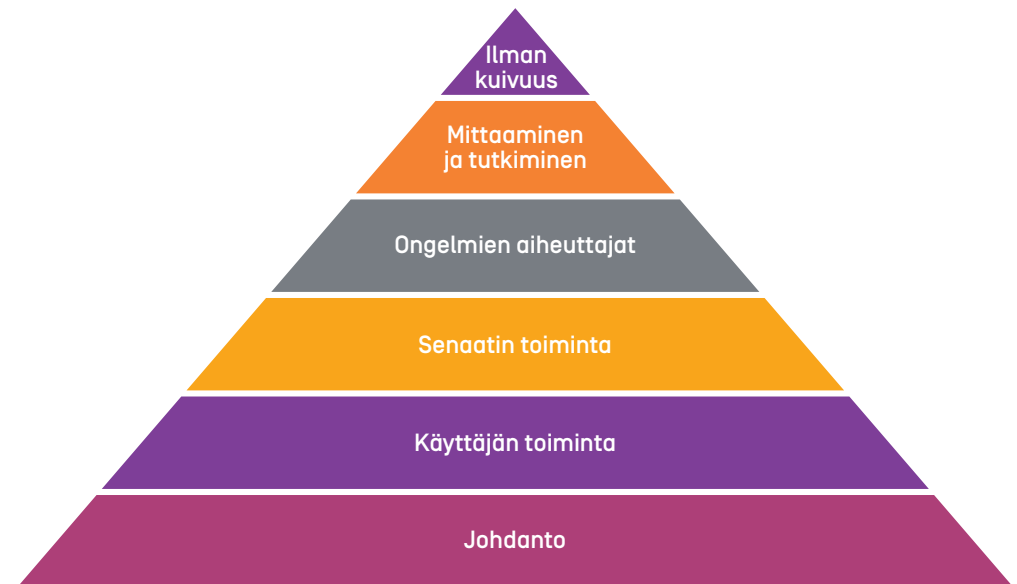 Ilman
kuivuus
Mittaaminen
ja tutkiminen
Ongelmien aiheuttajat
Senaatin toiminta
Käyttäjän toiminta
Johdanto